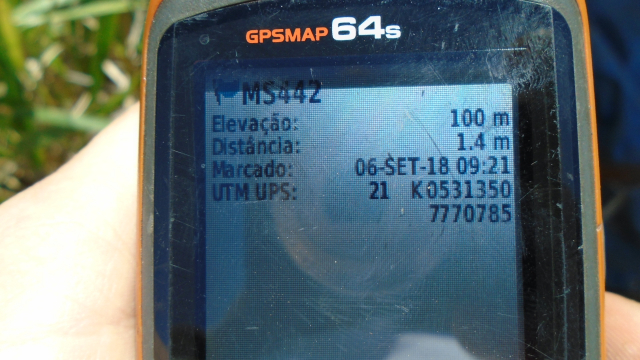 GPSMAP 64s
MS442
Elevação: 100 m
Distância: 1.4 m
Marcado: 06-SET-18 09:21
UTM UPS: 21 K0531350
7770785